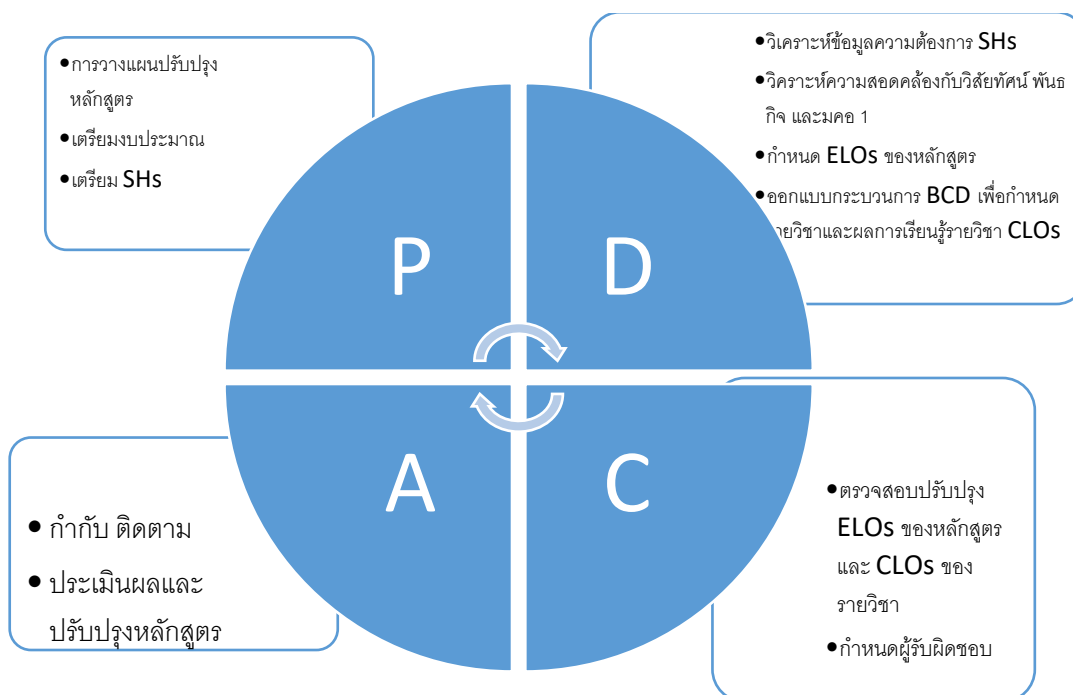 •การวางแผนปรับปรุง
หลักสูตร
•เตรียมงบประมาณ
•เตรียม SHs
•วิเคราะห์ข้อมูลความต้องการ SHs
•วิคราะห์ความสอดคล้องกับวิสัยทัศน์ พันธ
กิจ และมคอ 1
•กำหนด ELOs ของหลักสูตร
•ออกแบบกระบวนการ BCD เพื่อกำหนด
รายวิชาและผลการเรียนรู้รายวิชา CLOs
P
D
A
C
•กำกับ ติดตาม
•ประเมินผลและ
ปรับปรุงหลักสูตร
•ตรวจสอบปรับปรุง
ELOs ของหลักสูตร
และ CLOs ของ
รายวิชา
•กำหนดผู้รับผิดชอบ